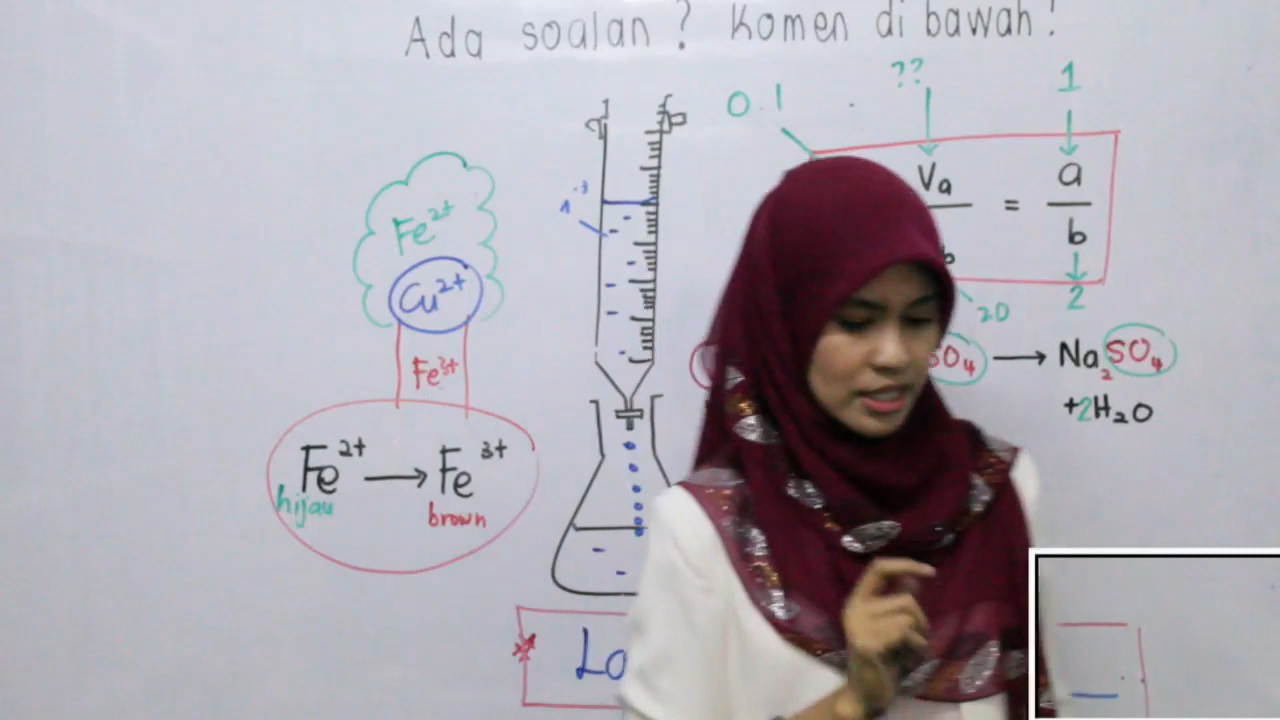 Ada soalan? Komen di bawah!
??
1
0.1
Va
a
=
b
b
20
2
Fe²⁺
Cu²⁺
Fe³⁺
Fe²⁺ → Fe³⁺
hijau
brown
SO₄ → Na₂SO₄
+2H₂O
Lo